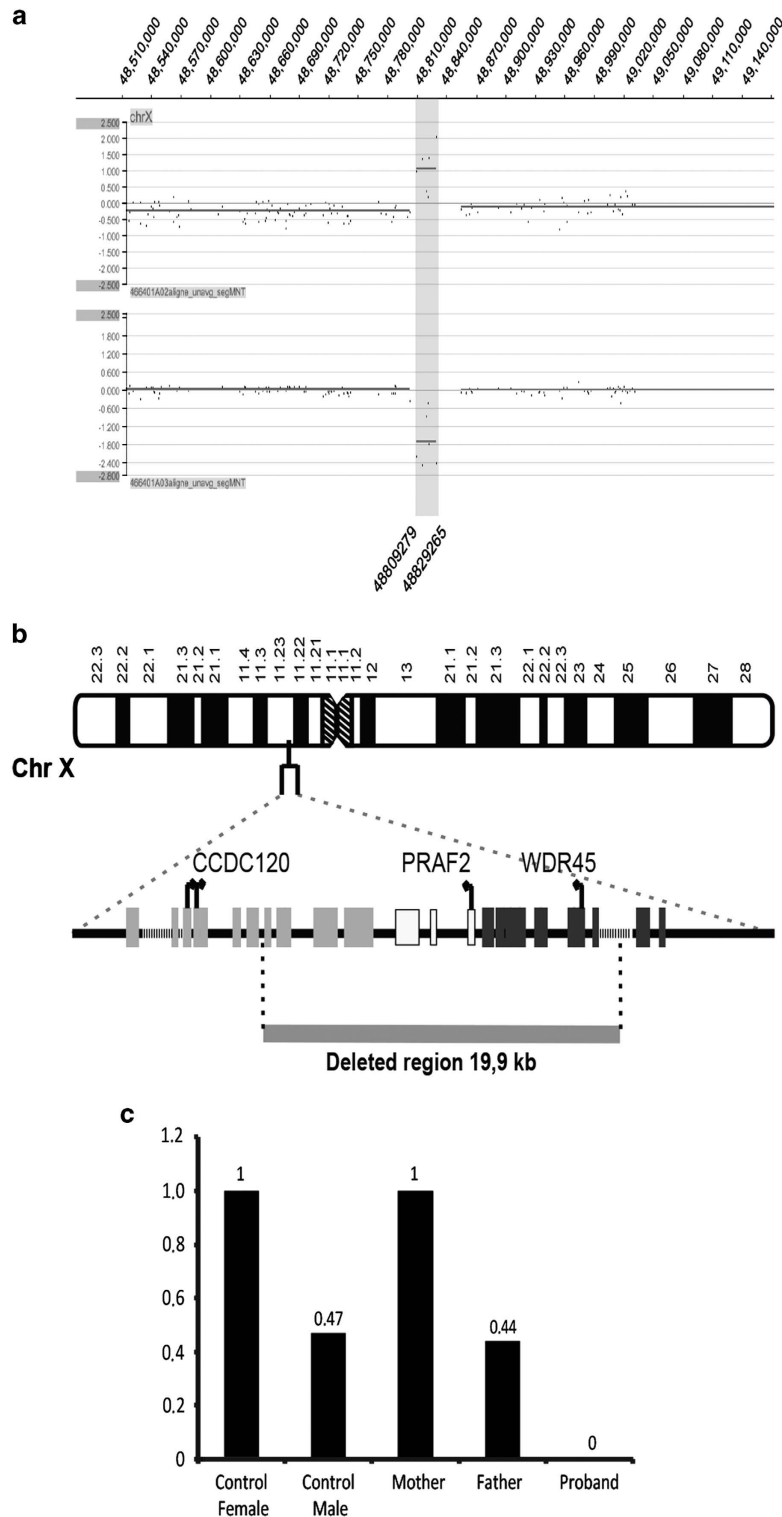 a
48,510,000 48,540,000 48,570,000 48,600,000 48,630,000 48,660,000 48,690,000 48,720,000 48,750,000 48,780,000 48,810,000 48,840,000 48,870,000 48,900,000 48,930,000 48,960,000 48,990,000 49,020,000 49,050,000 49,080,000 49,110,000 49,140,000
chrX
2.500
2.000
1.500
1.000
0.500
0.000
-0.500
-1.000
-1.500
-2.000
-2.500
466401A02aligne_unavg_segMNT
2.500
1.800
1.200
0.600
0.000
-0.600
-1.200
-1.800
-2.400
-2.800
466401A03aligne_unavg_segMNT
48809279 48829265
b
22.3 22.2 22.1 21.3 21.2 21.1 11.4 11.3 11.23 11.22 11.21 11.1 11.1 11.2 12 13 21.1 21.2 21.3 22.1 22.2 22.3 23 24 25 26 27 28
Chr X
CCDC120 PRAF2 WDR45
Deleted region 19,9 kb
c
1.2
1.0
0.8
0.6
0.4
0.2
0
1 0.47 1 0.44 0
Control Female
Control Male
Mother
Father
Proband